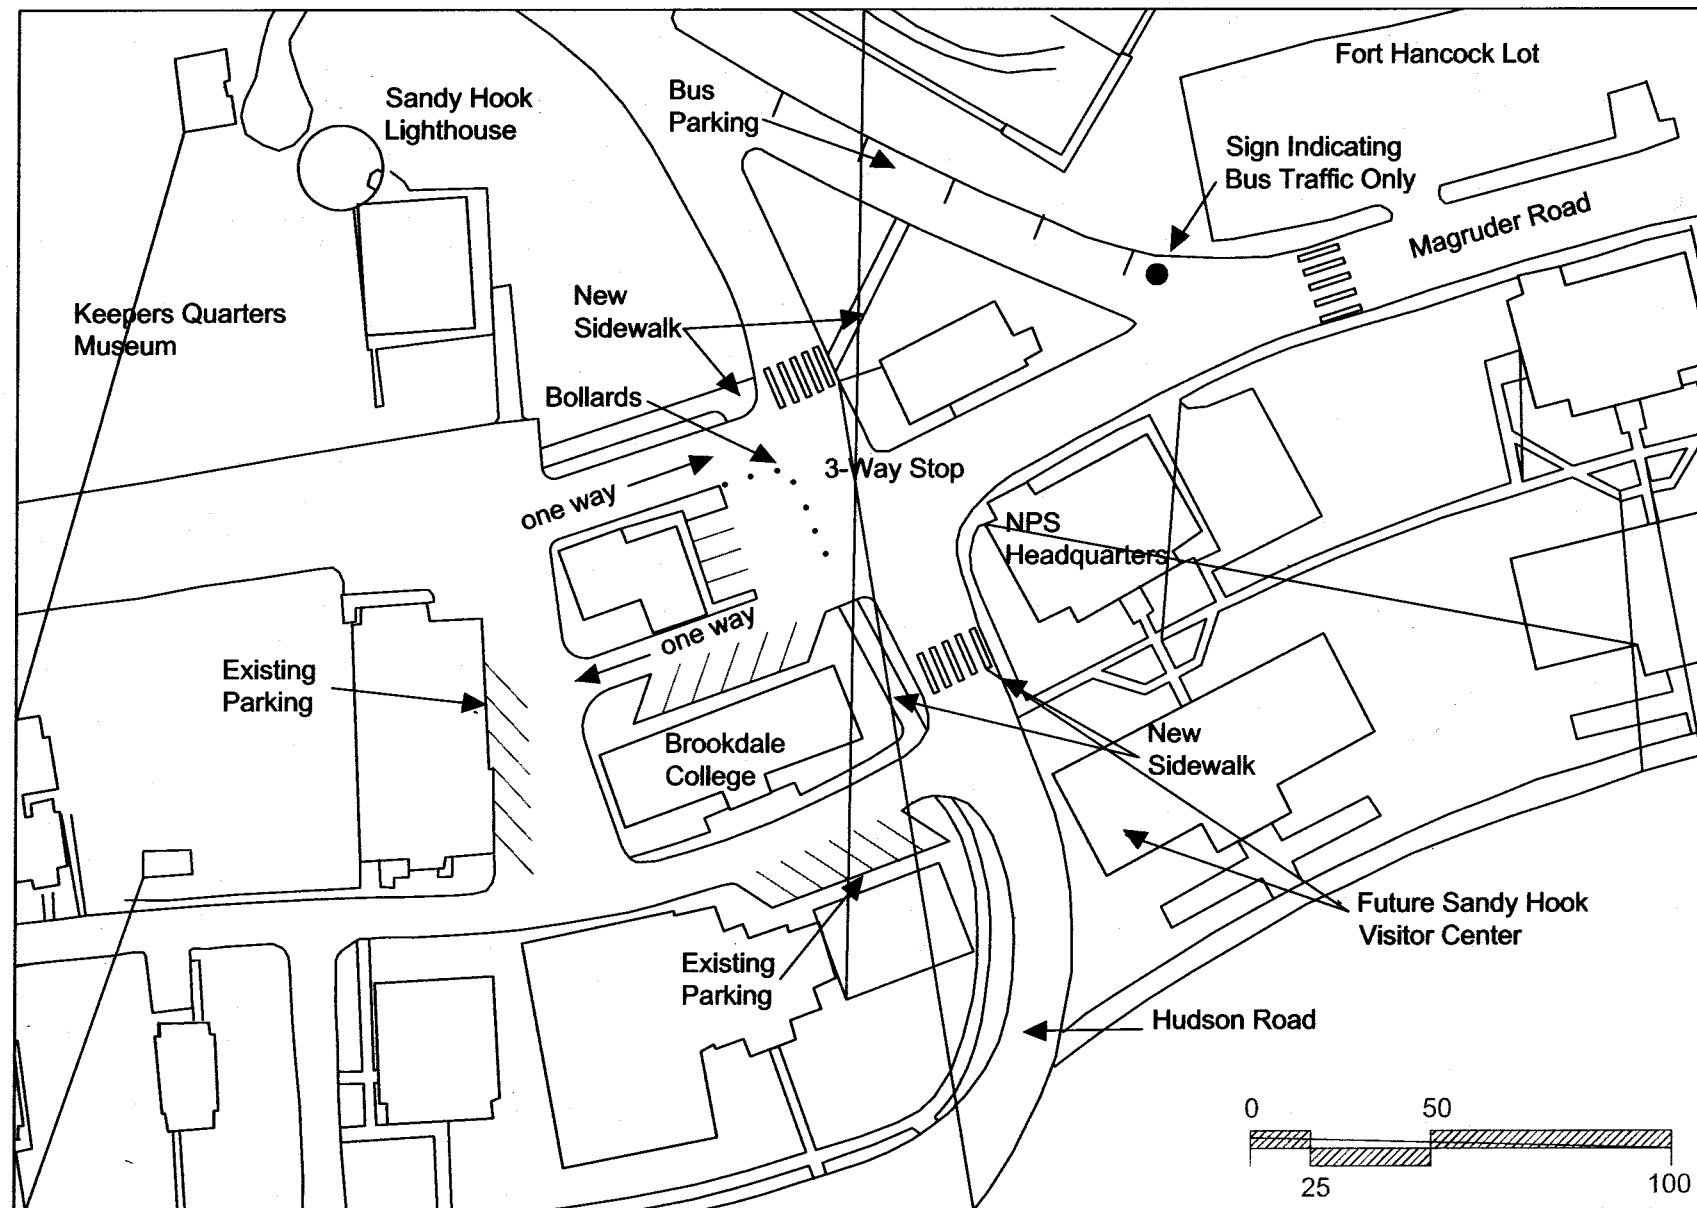 Fort Hancock Lot
Sandy Hook
Lighthouse
Bus
Parking
Sign Indicating
Bus Traffic Only
Magruder Road
Keepers Quarters
Museum
New
Sidewalk
Bollards
3-Way Stop
one way
NPS
Headquarters
one way
Existing
Parking
Brookdale
College
New
Sidewalk
Future Sandy Hook
Visitor Center
Existing
Parking
Hudson Road
0
50
25
100